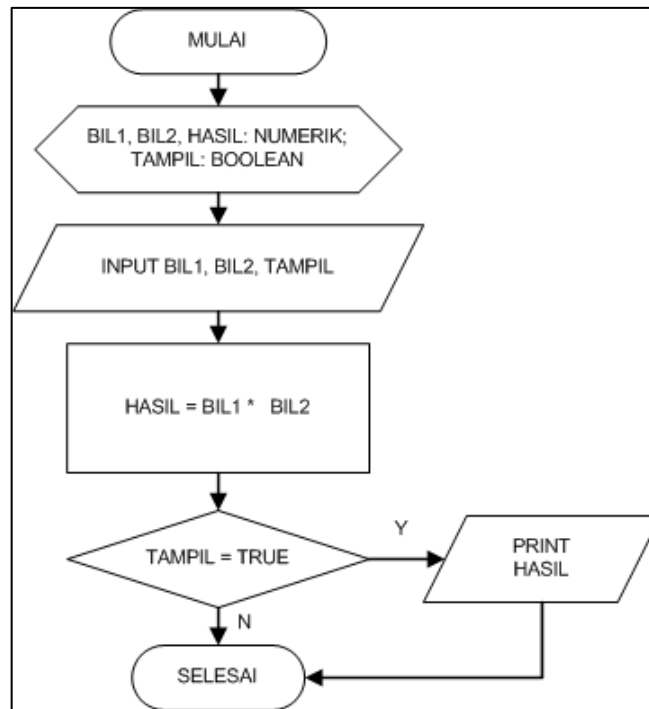 MULAI
BIL1, BIL2, HASIL: NUMERIK;
TAMPIL: BOOLEAN
INPUT BIL1, BIL2, TAMPIL
HASIL = BIL1 * BIL2
TAMPIL = TRUE
Y
PRINT
HASIL
N
SELESAI